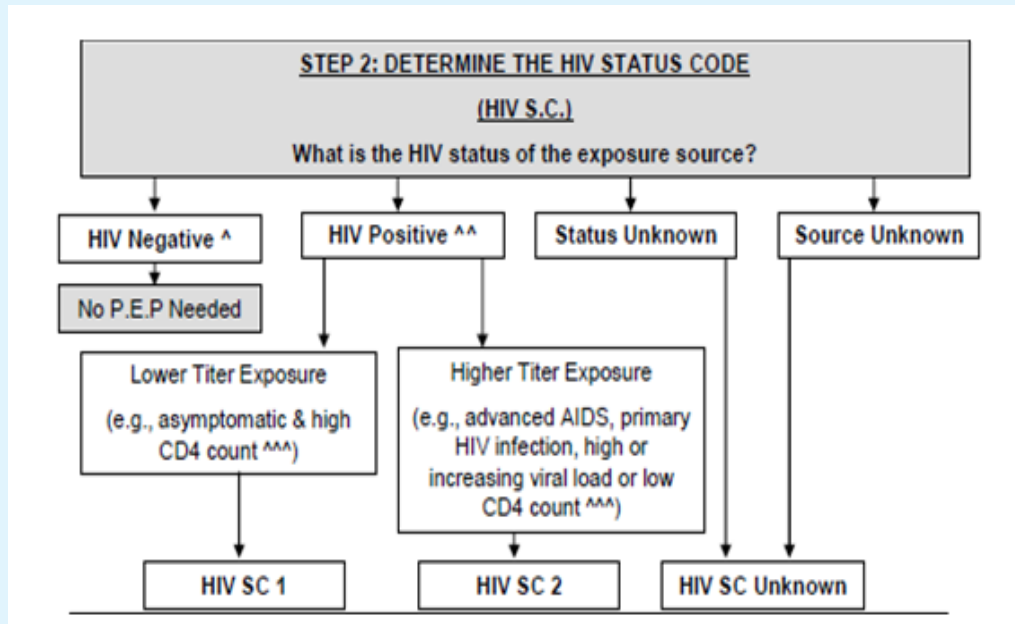 STEP 2: DETERMINE THE HIV STATUS CODE
(HIV S.C.)
What is the HIV status of the exposure source?
HIV Negative ^
HIV Positive ^^
Status Unknown
Source Unknown
No P.E.P Needed
Lower Titer Exposure
(e.g., asymptomatic & high
CD4 count ^^^)
Higher Titer Exposure
(e.g., advanced AIDS, primary
HIV infection, high or
increasing viral load or low
CD4 count ^^^)
HIV SC 1
HIV SC 2
HIV SC Unknown